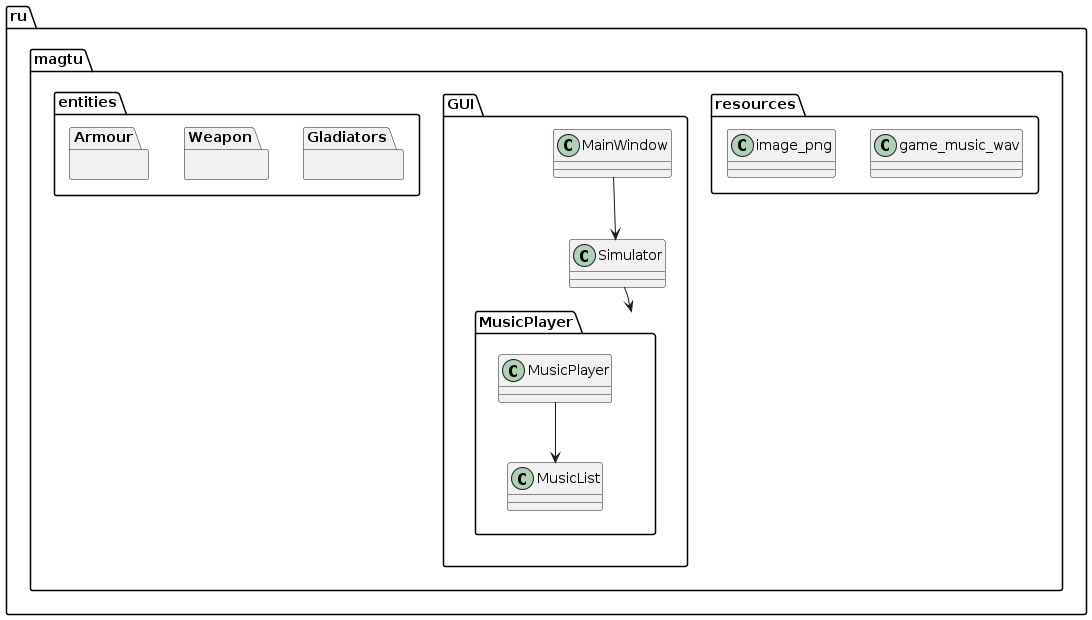 ru
magtu
entities
Armour
Weapon
Gladiators
GUI
C MainWindow
C Simulator
MusicPlayer
C MusicPlayer
C MusicList
resources
C image_png
C game_music_wav